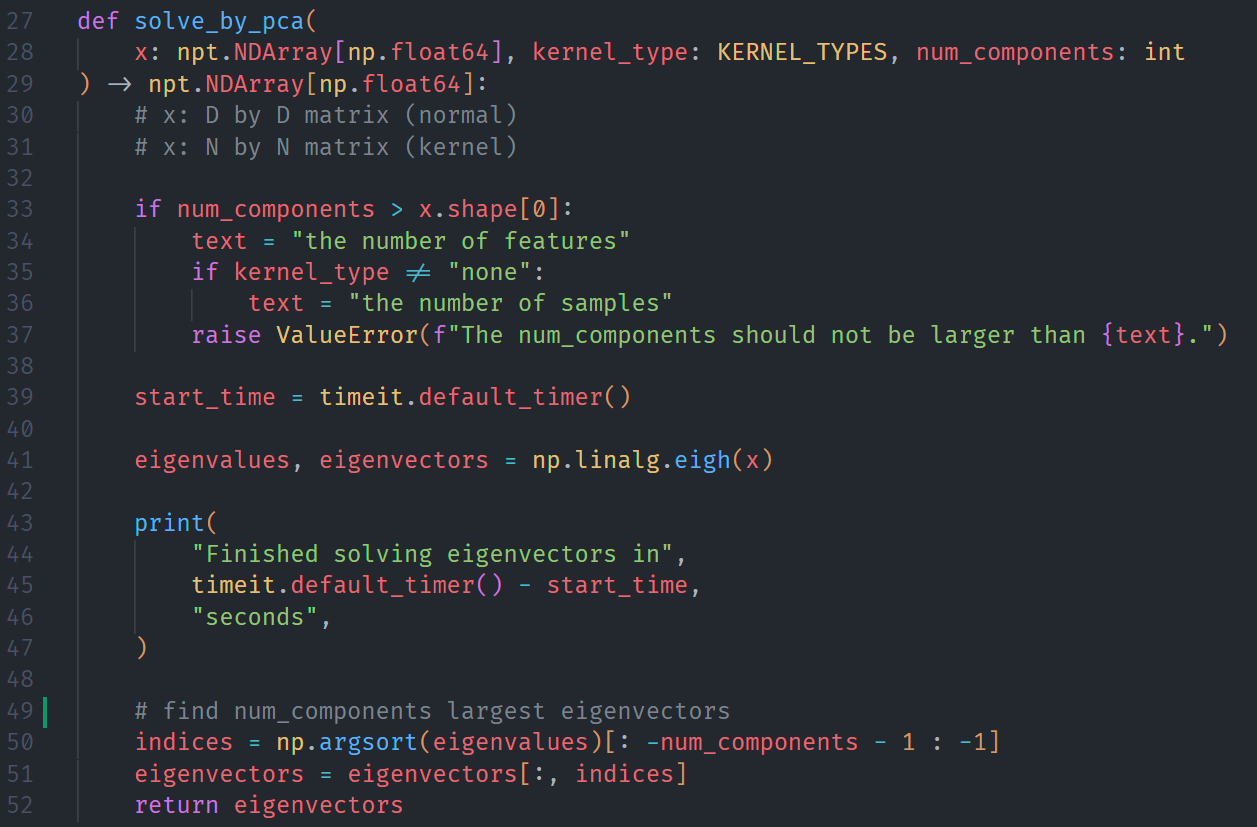 27 def solve_by_pca(
28     x: npt.NDArray[np.float64], kernel_type: KERNEL_TYPES, num_components: int
29 ) -> npt.NDArray[np.float64]:
30     # x: D by D matrix (normal)
31     # x: N by N matrix (kernel)
32
33     if num_components > x.shape[0]:
34         text = "the number of features"
35         if kernel_type != "none":
36             text = "the number of samples"
37         raise ValueError(f"The num_components should not be larger than {text}.")
38
39     start_time = timeit.default_timer()
40
41     eigenvalues, eigenvectors = np.linalg.eigh(x)
42
43     print(
44         "Finished solving eigenvectors in",
45         timeit.default_timer() - start_time,
46         "seconds",
47     )
48
49     # find num_components largest eigenvectors
50     indices = np.argsort(eigenvalues)[: -num_components - 1 : -1]
51     eigenvectors = eigenvectors[:, indices]
52     return eigenvectors